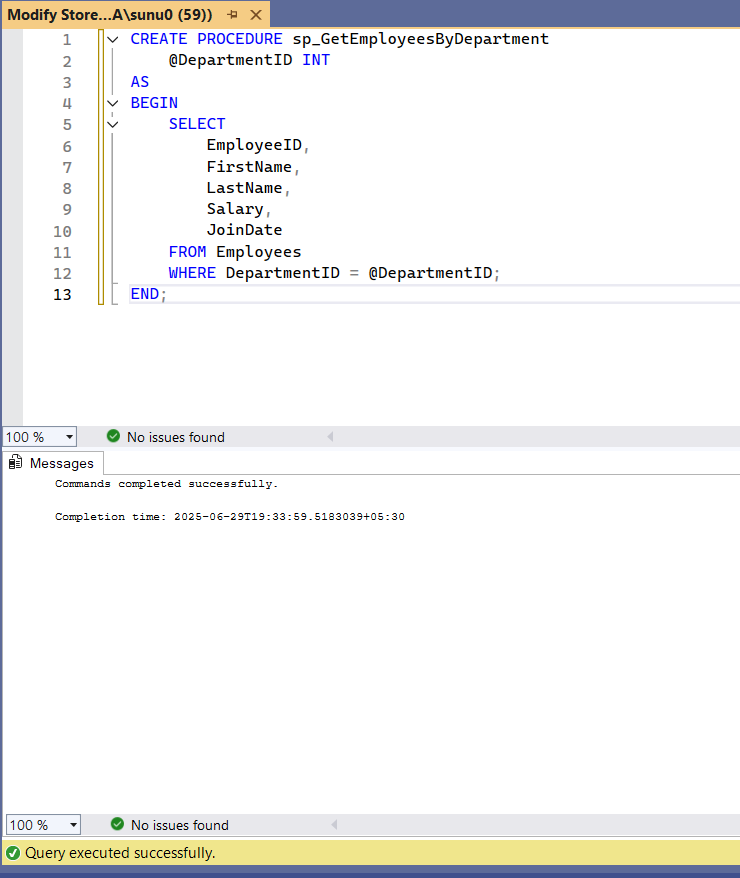 Modify Store...A\sunu0 (59))
1 CREATE PROCEDURE sp_GetEmployeesByDepartment
2 @DepartmentID INT
3 AS
4 BEGIN
5 SELECT
6 EmployeeID,
7 FirstName,
8 LastName,
9 Salary,
10 JoinDate
11 FROM Employees
12 WHERE DepartmentID = @DepartmentID;
13 END;
100 % No issues found
Messages
Commands completed successfully.
Completion time: 2025-06-29T19:33:59.5183039+05:30
100 % No issues found
Query executed successfully.